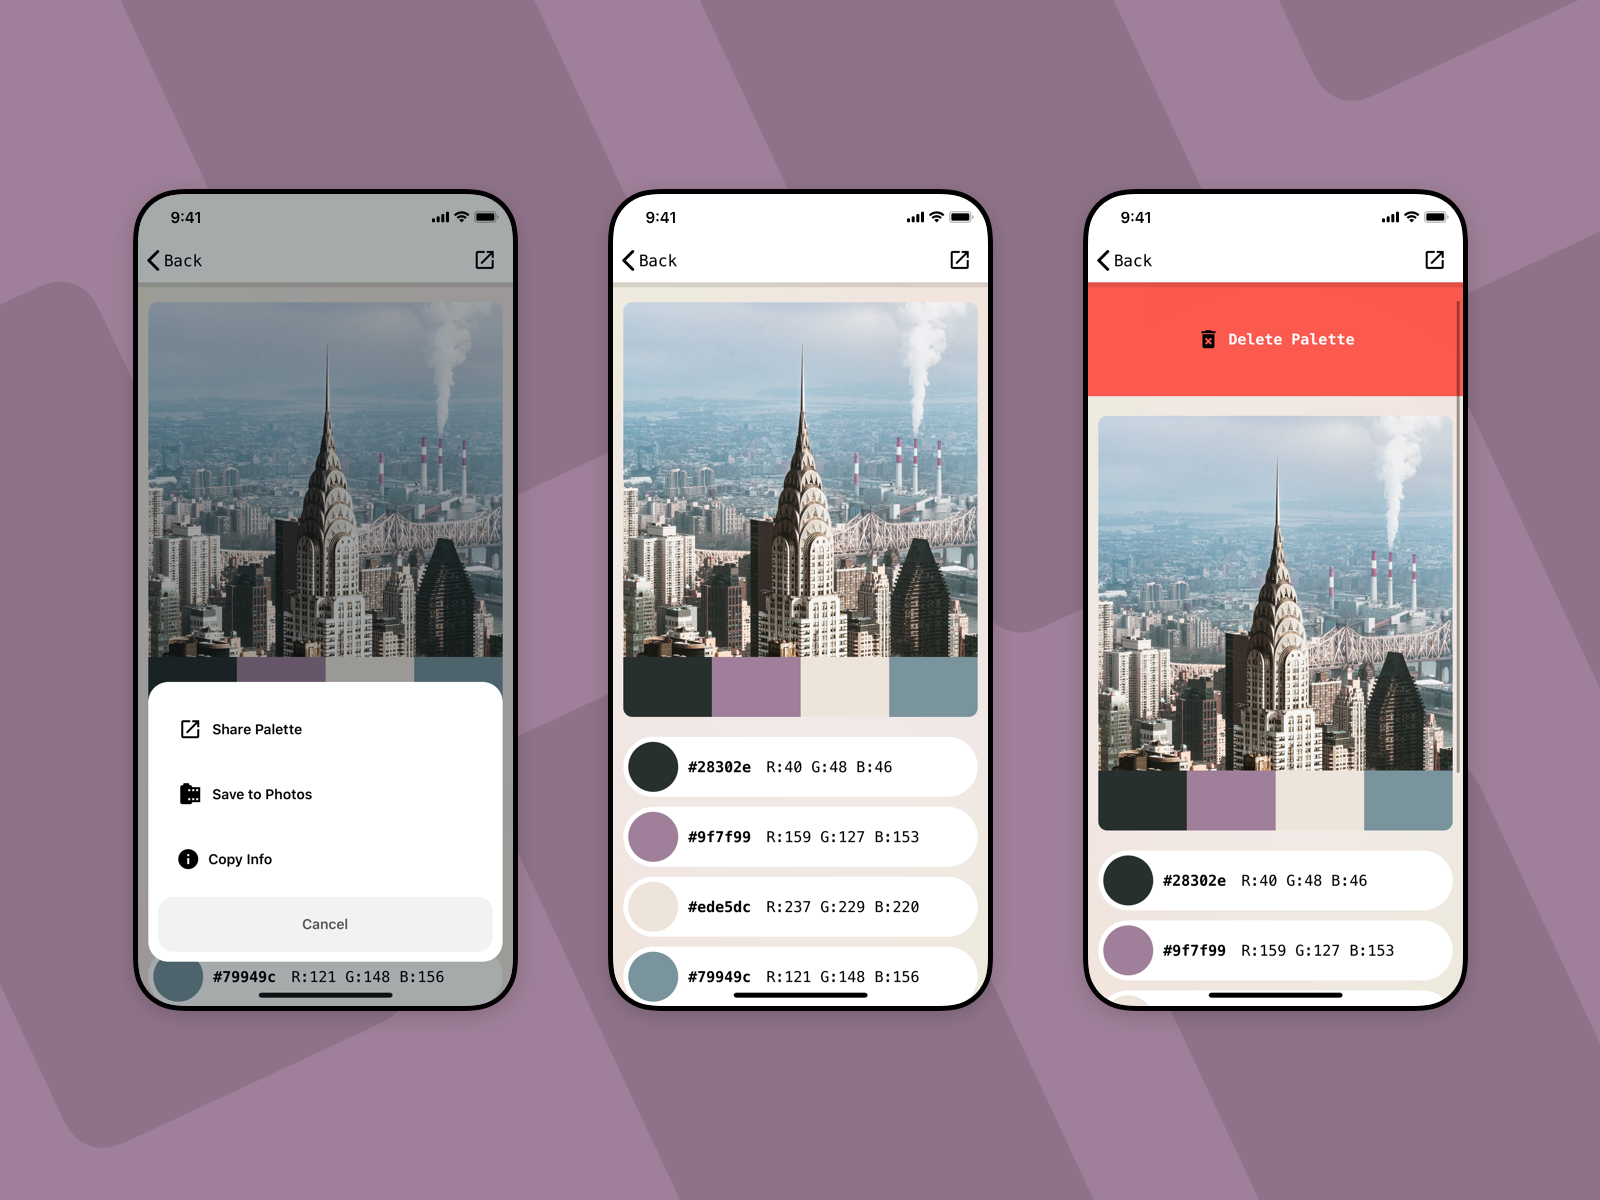 9:41
Back
Share Palette
Save to Photos
Copy Info
Cancel
#79949c R:121 G:148 B:156
9:41
Back
#28302e R:40 G:48 B:46
#9f7f99 R:159 G:127 B:153
#ede5dc R:237 G:229 B:220
#79949c R:121 G:148 B:156
9:41
Back
Delete Palette
#28302e R:40 G:48 B:46
#9f7f99 R:159 G:127 B:153